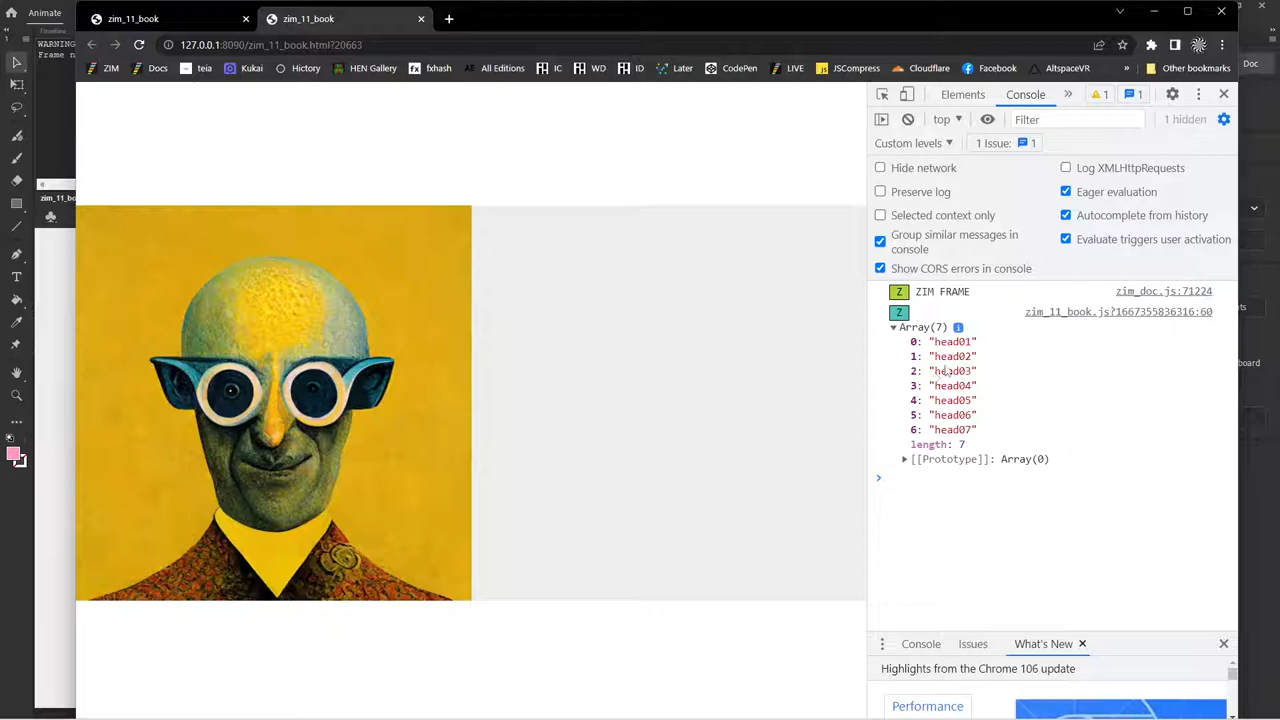 Animate
zim_11_book
zim_11_book
Timeline
WARNING
Frame n
127.0.0.1:8090/zim_11_book.html?20663
ZIM Docs teia Kukai Hictory HEN Gallery fxhash All Editions IC WD ID Later CodePen LIVE JSCompress Cloudflare Facebook AltspaceVR » Other bookmarks
Doc
Elements Console » 1 1
top Filter 1 hidden
Custom levels 1 Issue: 1
Hide network Log XMLHttpRequests
Preserve log Eager evaluation
zim_11_bo
Selected context only Autocomplete from history
Group similar messages in console Evaluate triggers user activation
Show CORS errors in console
Z ZIM FRAME zim_doc.js:71224
Z zim_11_book.js?1667355836316:60
Array(7) i
0: "head01"
1: "head02"
2: "head03"
3: "head04"
4: "head05"
5: "head06"
6: "head07"
length: 7
[[Prototype]]: Array(0)
Console Issues What's New
Highlights from the Chrome 106 update
Performance